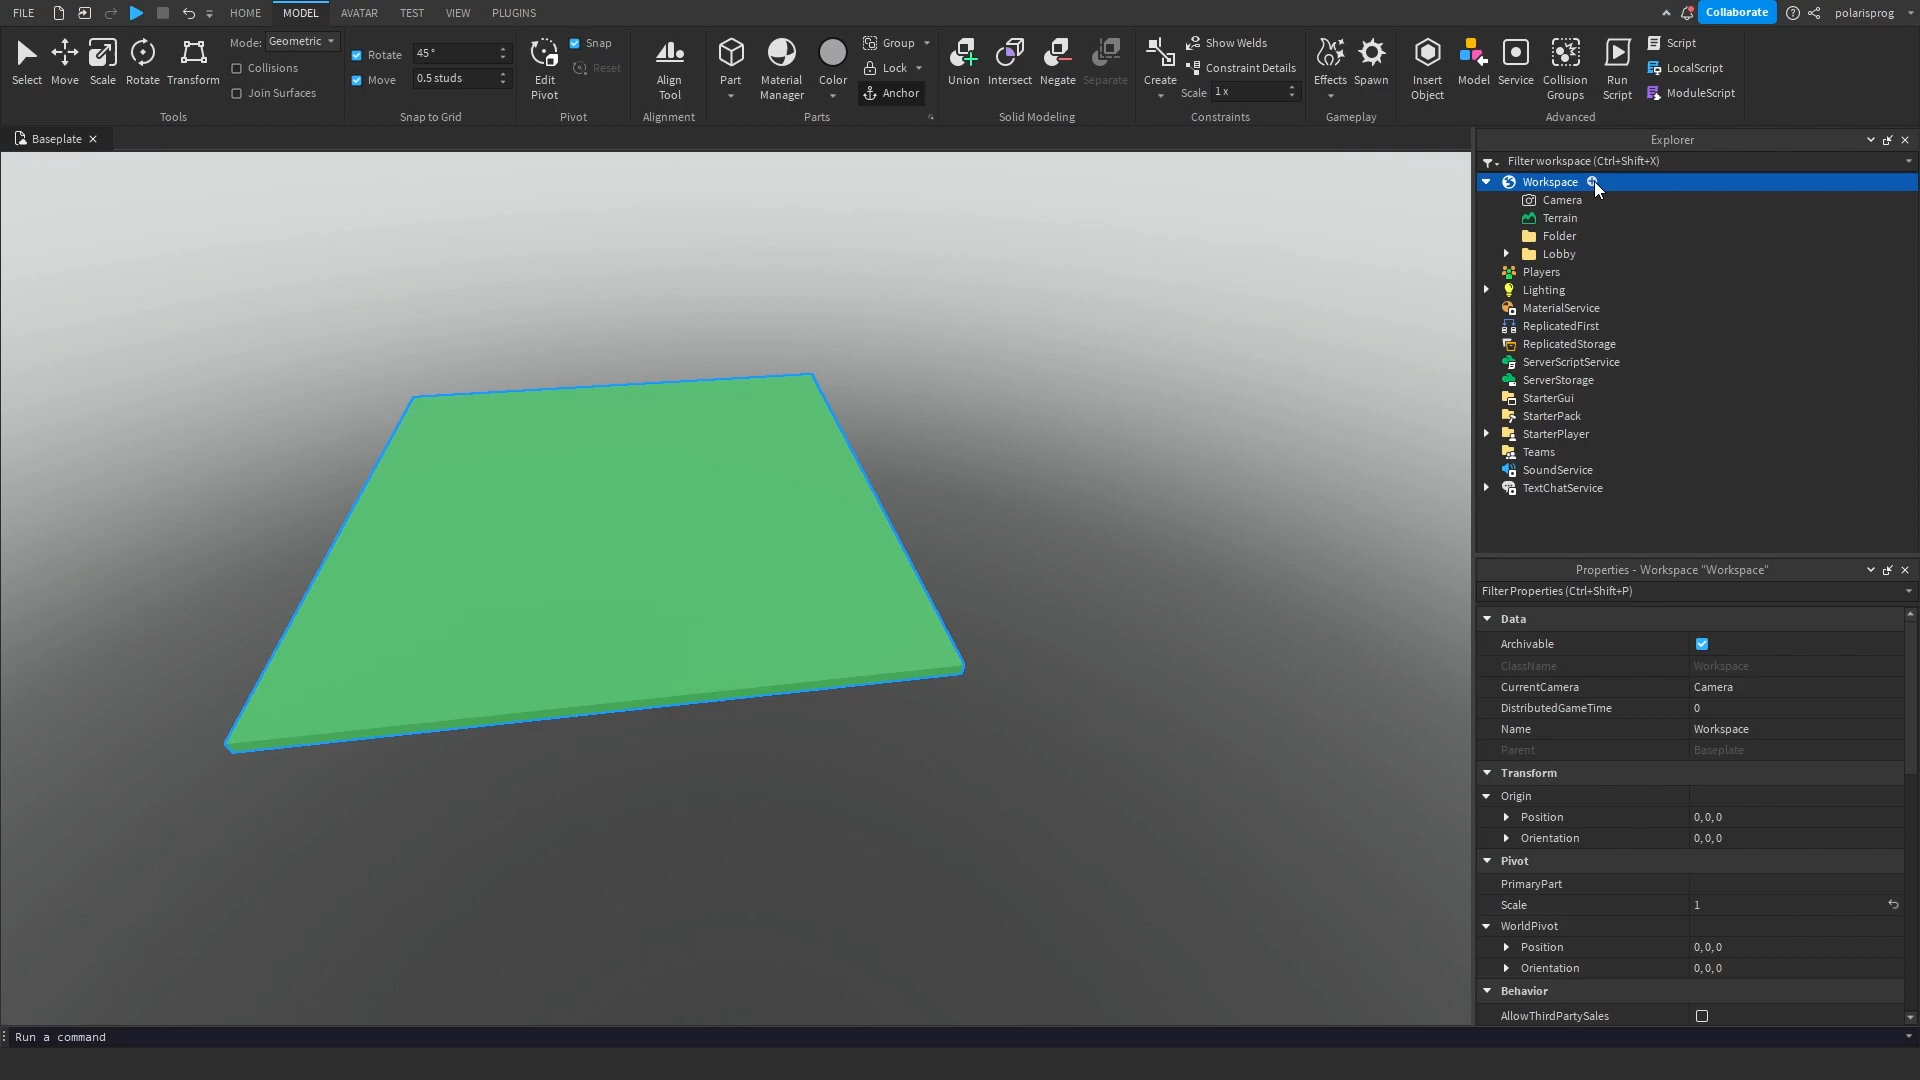 FILE HOME MODEL AVATAR TEST VIEW PLUGINS Collaborate polarisprog
Select Move Scale Rotate Transform
Mode: Geometric
Collisions
Join Surfaces
Tools
Rotate 45 °
Move 0.5 studs
Snap to Grid
Edit
Pivot
Snap
Reset
Pivot
Align
Tool
Alignment
Part
Material
Manager
Color
Group
Lock
Anchor
Parts
Union Intersect Negate Separate
Solid Modeling
Create
Show Welds
Constraint Details
Scale 1 x
Constraints
Effects Spawn
Gameplay
Insert
Object
Model Service
Collision
Groups
Run
Script
Script
LocalScript
ModuleScript
Advanced
Baseplate
Explorer
Filter workspace (Ctrl+Shift+X)
Workspace
Camera
Terrain
Folder
Lobby
Players
Lighting
MaterialService
ReplicatedFirst
ReplicatedStorage
ServerScriptService
ServerStorage
StarterGui
StarterPack
StarterPlayer
Teams
SoundService
TextChatService
Properties - Workspace "Workspace"
Filter Properties (Ctrl+Shift+P)
Data
Archivable
ClassName Workspace
CurrentCamera Camera
DistributedGameTime 0
Name Workspace
Parent Baseplate
Transform
Origin
Position 0, 0, 0
Orientation 0, 0, 0
Pivot
PrimaryPart
Scale 1
WorldPivot
Position 0, 0, 0
Orientation 0, 0, 0
Behavior
AllowThirdPartySales
Run a command